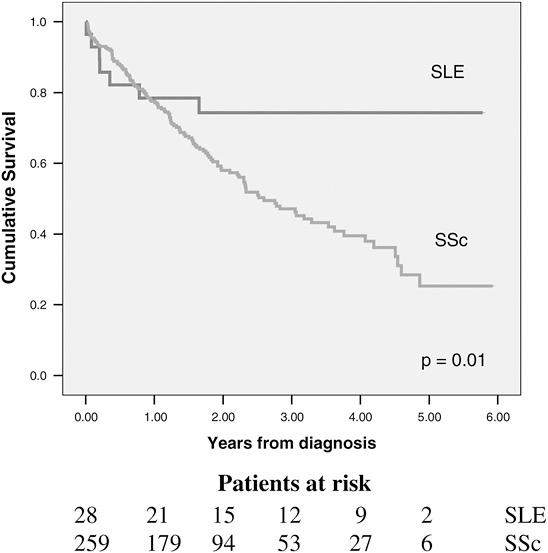 1.0
0.8
0.6
0.4
0.2
0.0
Cumulative Survival
SLE
SSc
p = 0.01
0.00 1.00 2.00 3.00 4.00 5.00 6.00
Years from diagnosis
Patients at risk
28 21 15 12 9 2 SLE
259 179 94 53 27 6 SSc